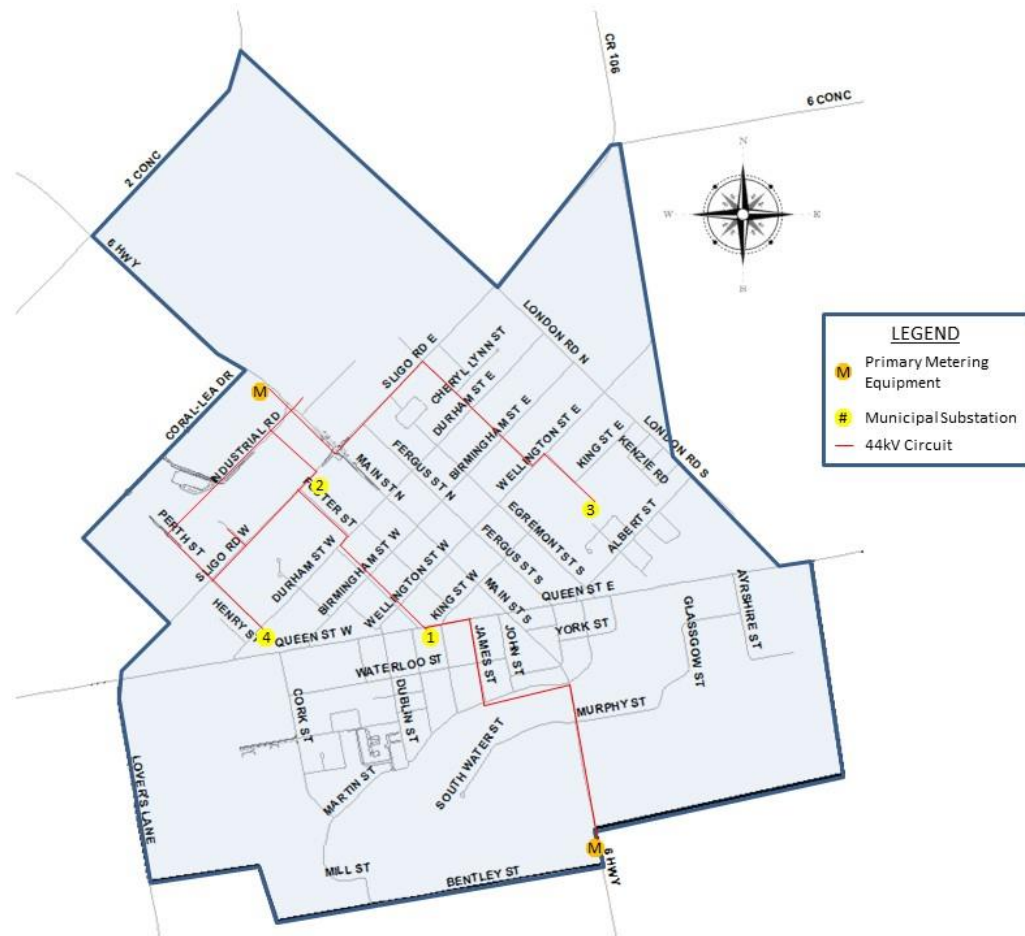 CR 106
6 CONC
2 CONC
6 HWY
N
W
E
H
LONDON RD N
SLIGO RD E
CHERYL LYNN ST
DURHAM ST E
BIRMINGHAM ST E
WELLINGTON ST E
KING ST E
KENZIE RD
LONDON RD S
CORAL-LEA DR
M
INDUSTRIAL RD
MAIN ST N
FERGUS ST N
2
3
PERTH ST
SLIGO RD W
DURHAM ST W
BIRMINGHAM ST W
WELLINGTON ST W
FERGUS ST S
EGREMONT ST S
ALBERT ST
HENRY ST
4
QUEEN ST W
1
KING ST W
MAIN ST S
QUEEN ST E
AYRSHIRE ST
GLASSGOW ST
YORK ST
JOHN ST
JAMES ST
WATERLOO ST
DUBLIN ST
CORK ST
MURPHY ST
SOUTH WATER ST
MARTIN ST
LOVER'S LANE
MILL ST
BENTLEY ST
M
6 HWY
LEGEND
M Primary Metering
Equipment
# Municipal Substation
44kV Circuit